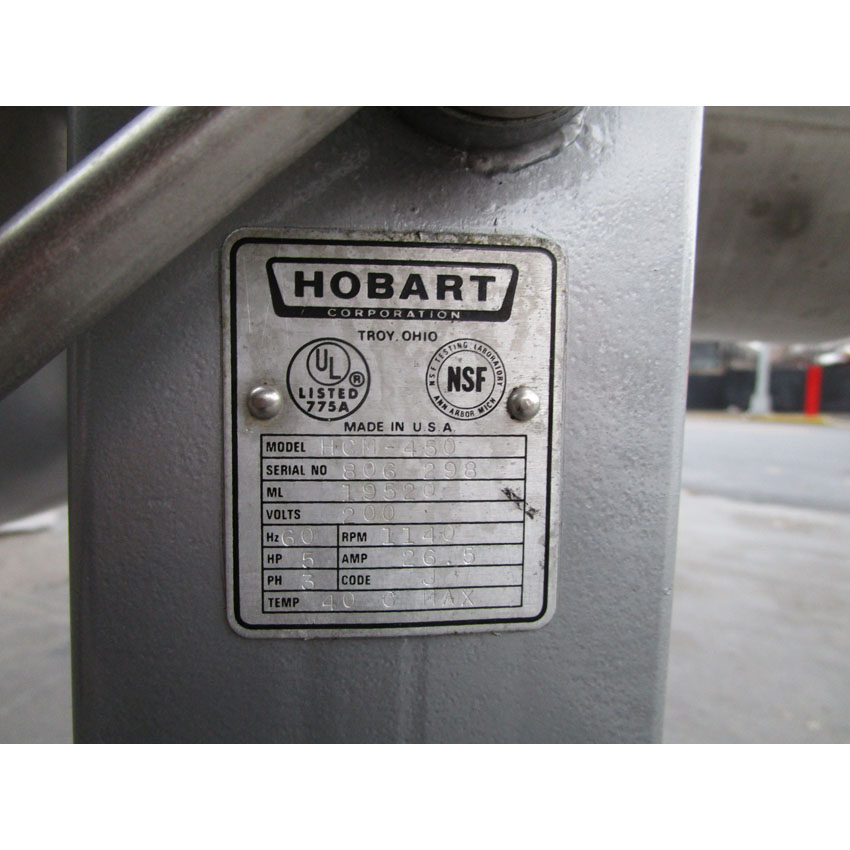 HOBART
CORPORATION
TROY, OHIO
UL ®
LISTED
775A
N.S.F. TESTING LABORATORY
NSF
ANN ARBOR MICH
MADE IN U.S.A.
MODEL HCM-450
SERIAL NO 806 298
ML 19520
VOLTS 200
Hz 60 RPM 1140
HP 5 AMP 26.5
PH 3 CODE J
TEMP 40 C MAX